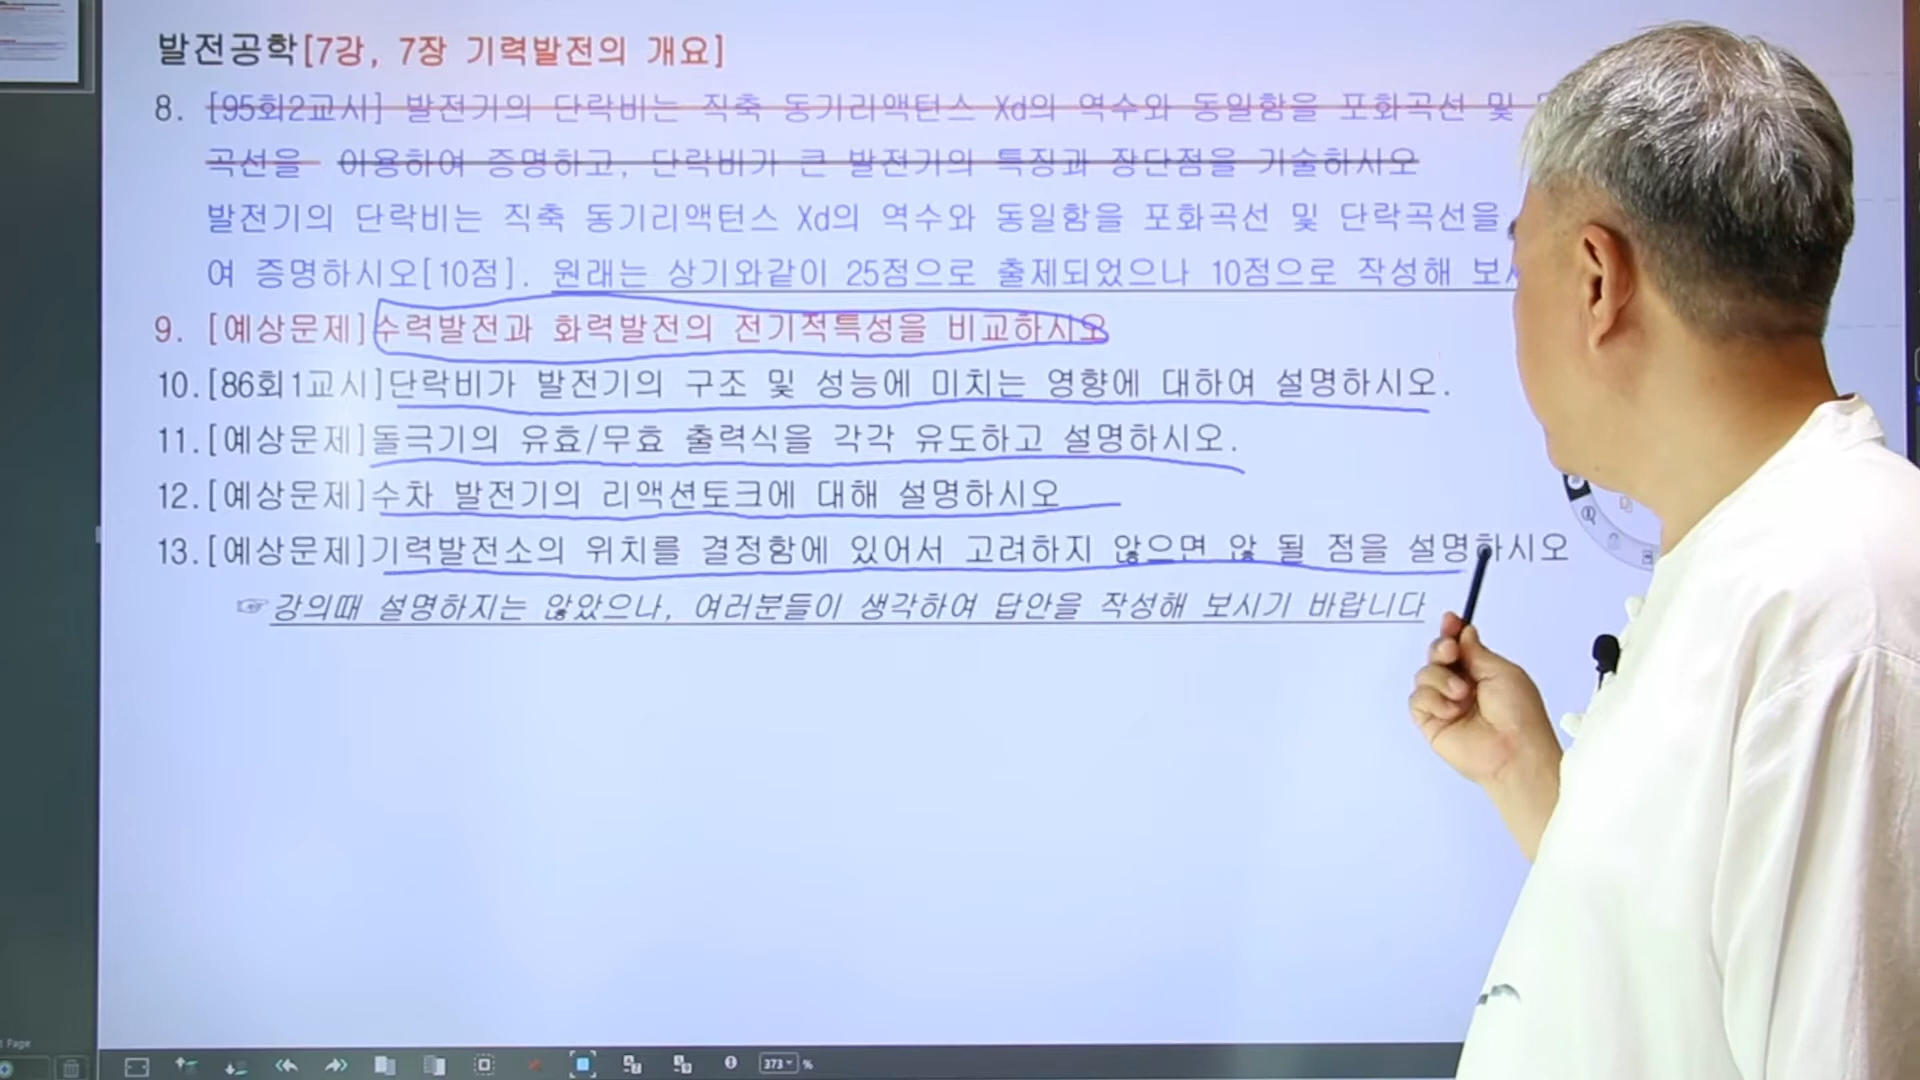 발전공학[7강, 7장 기력발전의 개요]
8. [95회2교시] 발전기의 단락비는 직축 동기리액턴스 Xd의 역수와 동일함을 포화곡선 및
곡선을 이용하여 증명하고, 단락비가 큰 발전기의 특징과 장단점을 기술하시오
발전기의 단락비는 직축 동기리액턴스 Xd의 역수와 동일함을 포화곡선 및 단락곡선을
여 증명하시오[10점]. 원래는 상기와같이 25점으로 출제되었으나 10점으로 작성해
9. [예상문제]수력발전과 화력발전의 전기적특성을 비교하시오
10.[86회1교시]단락비가 발전기의 구조 및 성능에 미치는 영향에 대하여 설명하시오.
11.[예상문제]돌극기의 유효/무효 출력식을 각각 유도하고 설명하시오.
12.[예상문제]수차 발전기의 리액션토크에 대해 설명하시오
13.[예상문제]기력발전소의 위치를 결정함에 있어서 고려하지 않으면 않 될 점을 설명하시오
☞강의때 설명하지는 않았으나, 여러분들이 생각하여 답안을 작성해 보시기 바랍니다
Page
373 %